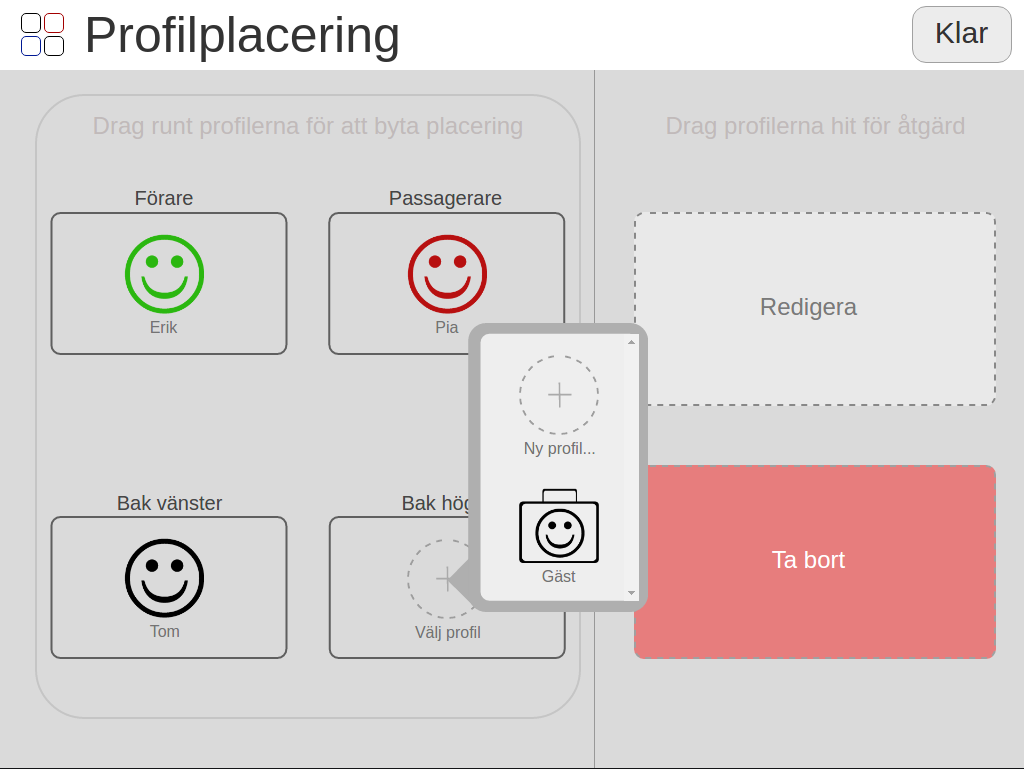 Profilplacering
Klar
Drag runt profilerna för att byta placering
Drag profilerna hit för åtgärd
Förare
Passagerare
Erik
Pia
Redigera
Ny profil...
Bak vänster
Bak hög
Gäst
Tom
Välj profil
Ta bort